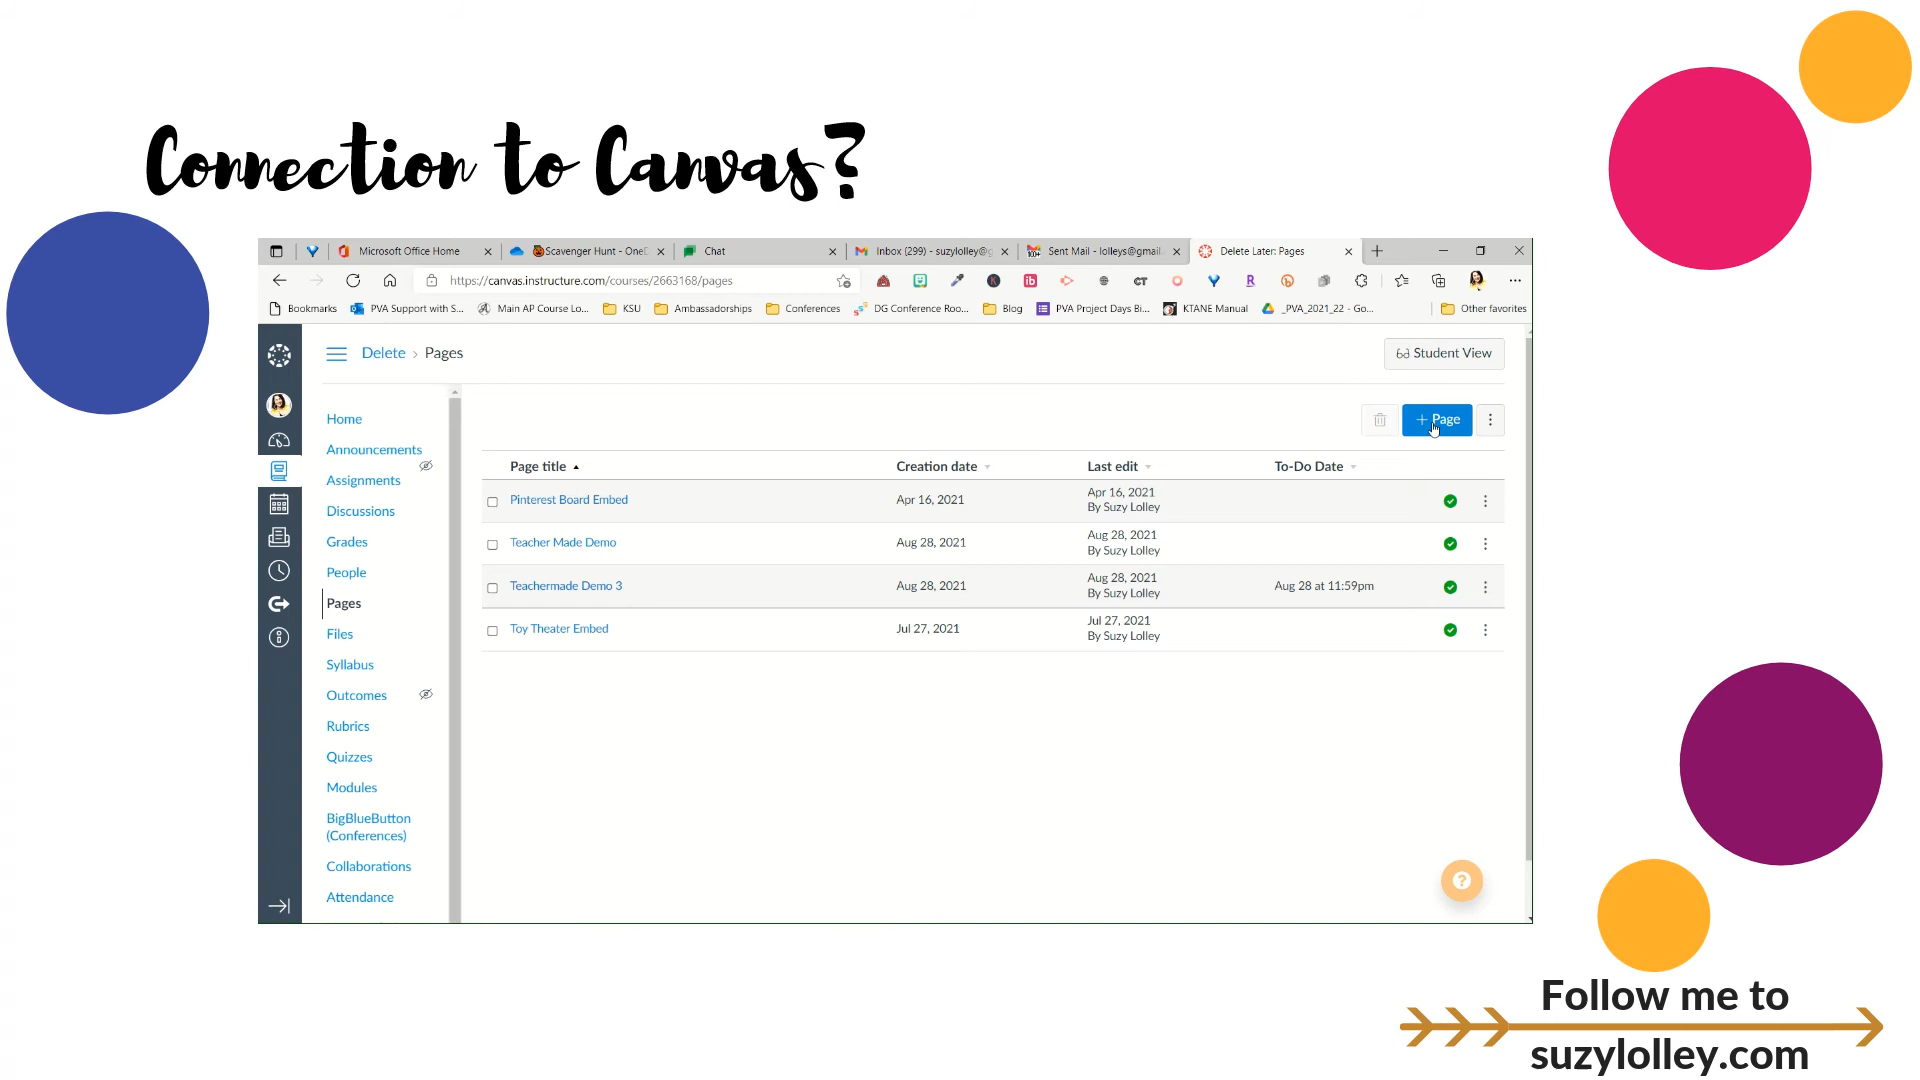 Connection to Canvas?
Microsoft Office Home
Scavenger Hunt - OneD
Chat
Inbox (299) - suzylolley@g
Sent Mail - lolleys@gmail
Delete Later: Pages
https://canvas.instructure.com/courses/2663168/pages
Bookmarks
PVA Support with S...
Main AP Course Lo...
KSU
Ambassadorships
Conferences
DG Conference Roo...
Blog
PVA Project Days Bi...
KTANE Manual
_PVA_2021_22 - Go...
Other favorites
Delete › Pages
Student View
Home
Announcements
Assignments
Discussions
Grades
People
Pages
Files
Syllabus
Outcomes
Rubrics
Quizzes
Modules
BigBlueButton
(Conferences)
Collaborations
Attendance
+ Page
Page title Creation date Last edit To-Do Date
Pinterest Board Embed Apr 16, 2021 Apr 16, 2021
By Suzy Lolley
Teacher Made Demo Aug 28, 2021 Aug 28, 2021
By Suzy Lolley
Teachermade Demo 3 Aug 28, 2021 Aug 28, 2021 Aug 28 at 11:59pm
By Suzy Lolley
Toy Theater Embed Jul 27, 2021 Jul 27, 2021
By Suzy Lolley
Follow me to
suzylolley.com